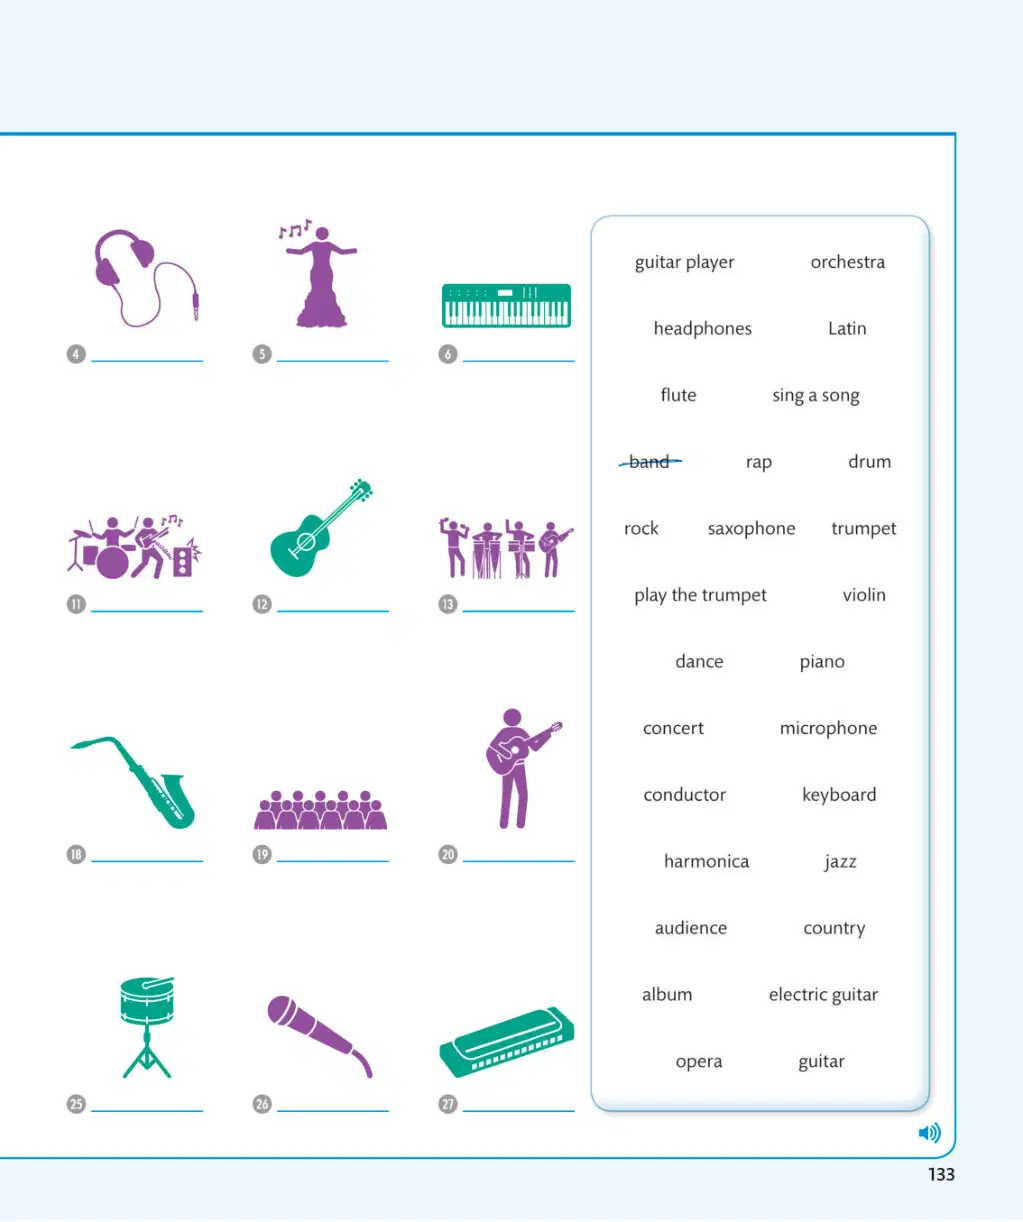 4 5 6
11 12 13
18 19 20
25 26 27
guitar player orchestra
headphones Latin
flute sing a song
band rap drum
rock saxophone trumpet
play the trumpet violin
dance piano
concert microphone
conductor keyboard
harmonica jazz
audience country
album electric guitar
opera guitar
133